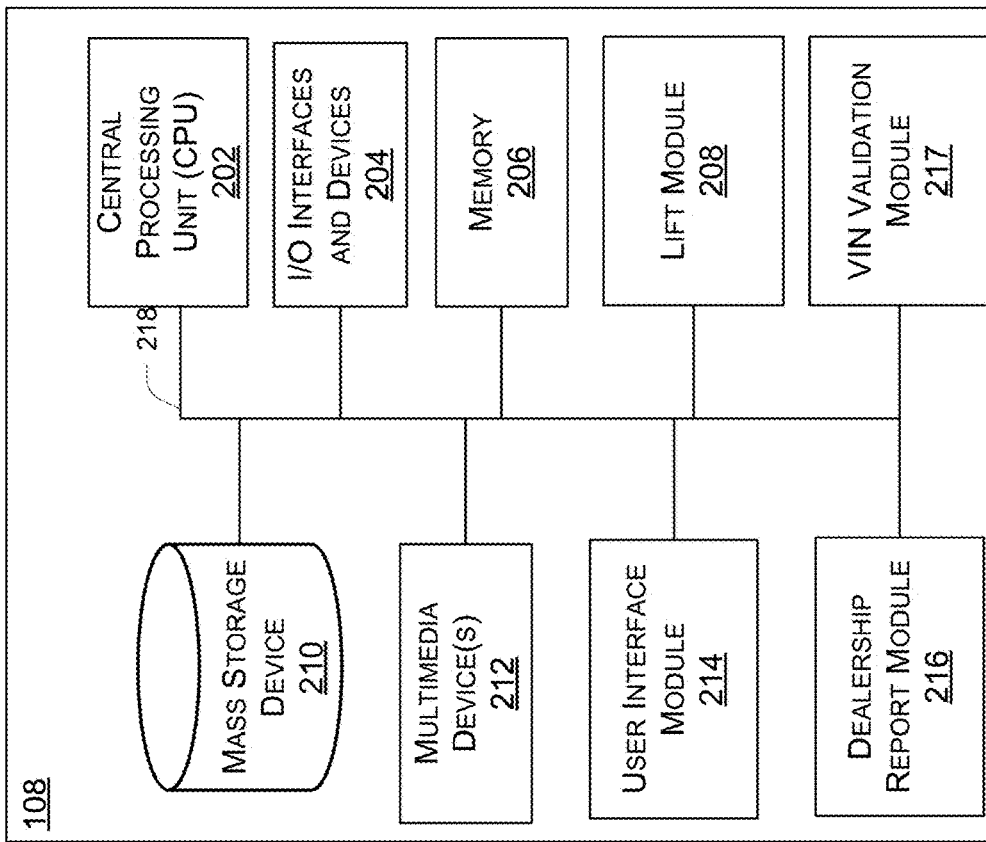 108
CENTRAL
PROCESSING
UNIT (CPU)
202
218
I/O INTERFACES
AND DEVICES
204
MEMORY
206
LIFT MODULE
208
VIN VALIDATION
MODULE
217
MASS STORAGE
DEVICE
210
MULTIMEDIA
DEVICE(S)
212
USER INTERFACE
MODULE
214
DEALERSHIP
REPORT MODULE
216